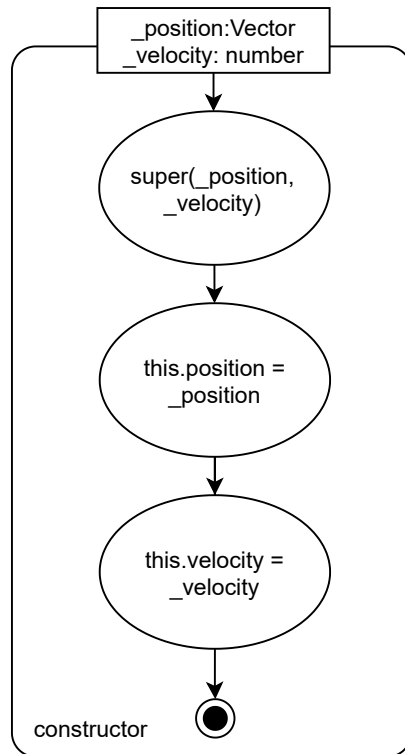 _position:Vector
_velocity: number
super(_position,
_velocity)
this.position =
_position
this.velocity =
_velocity
constructor